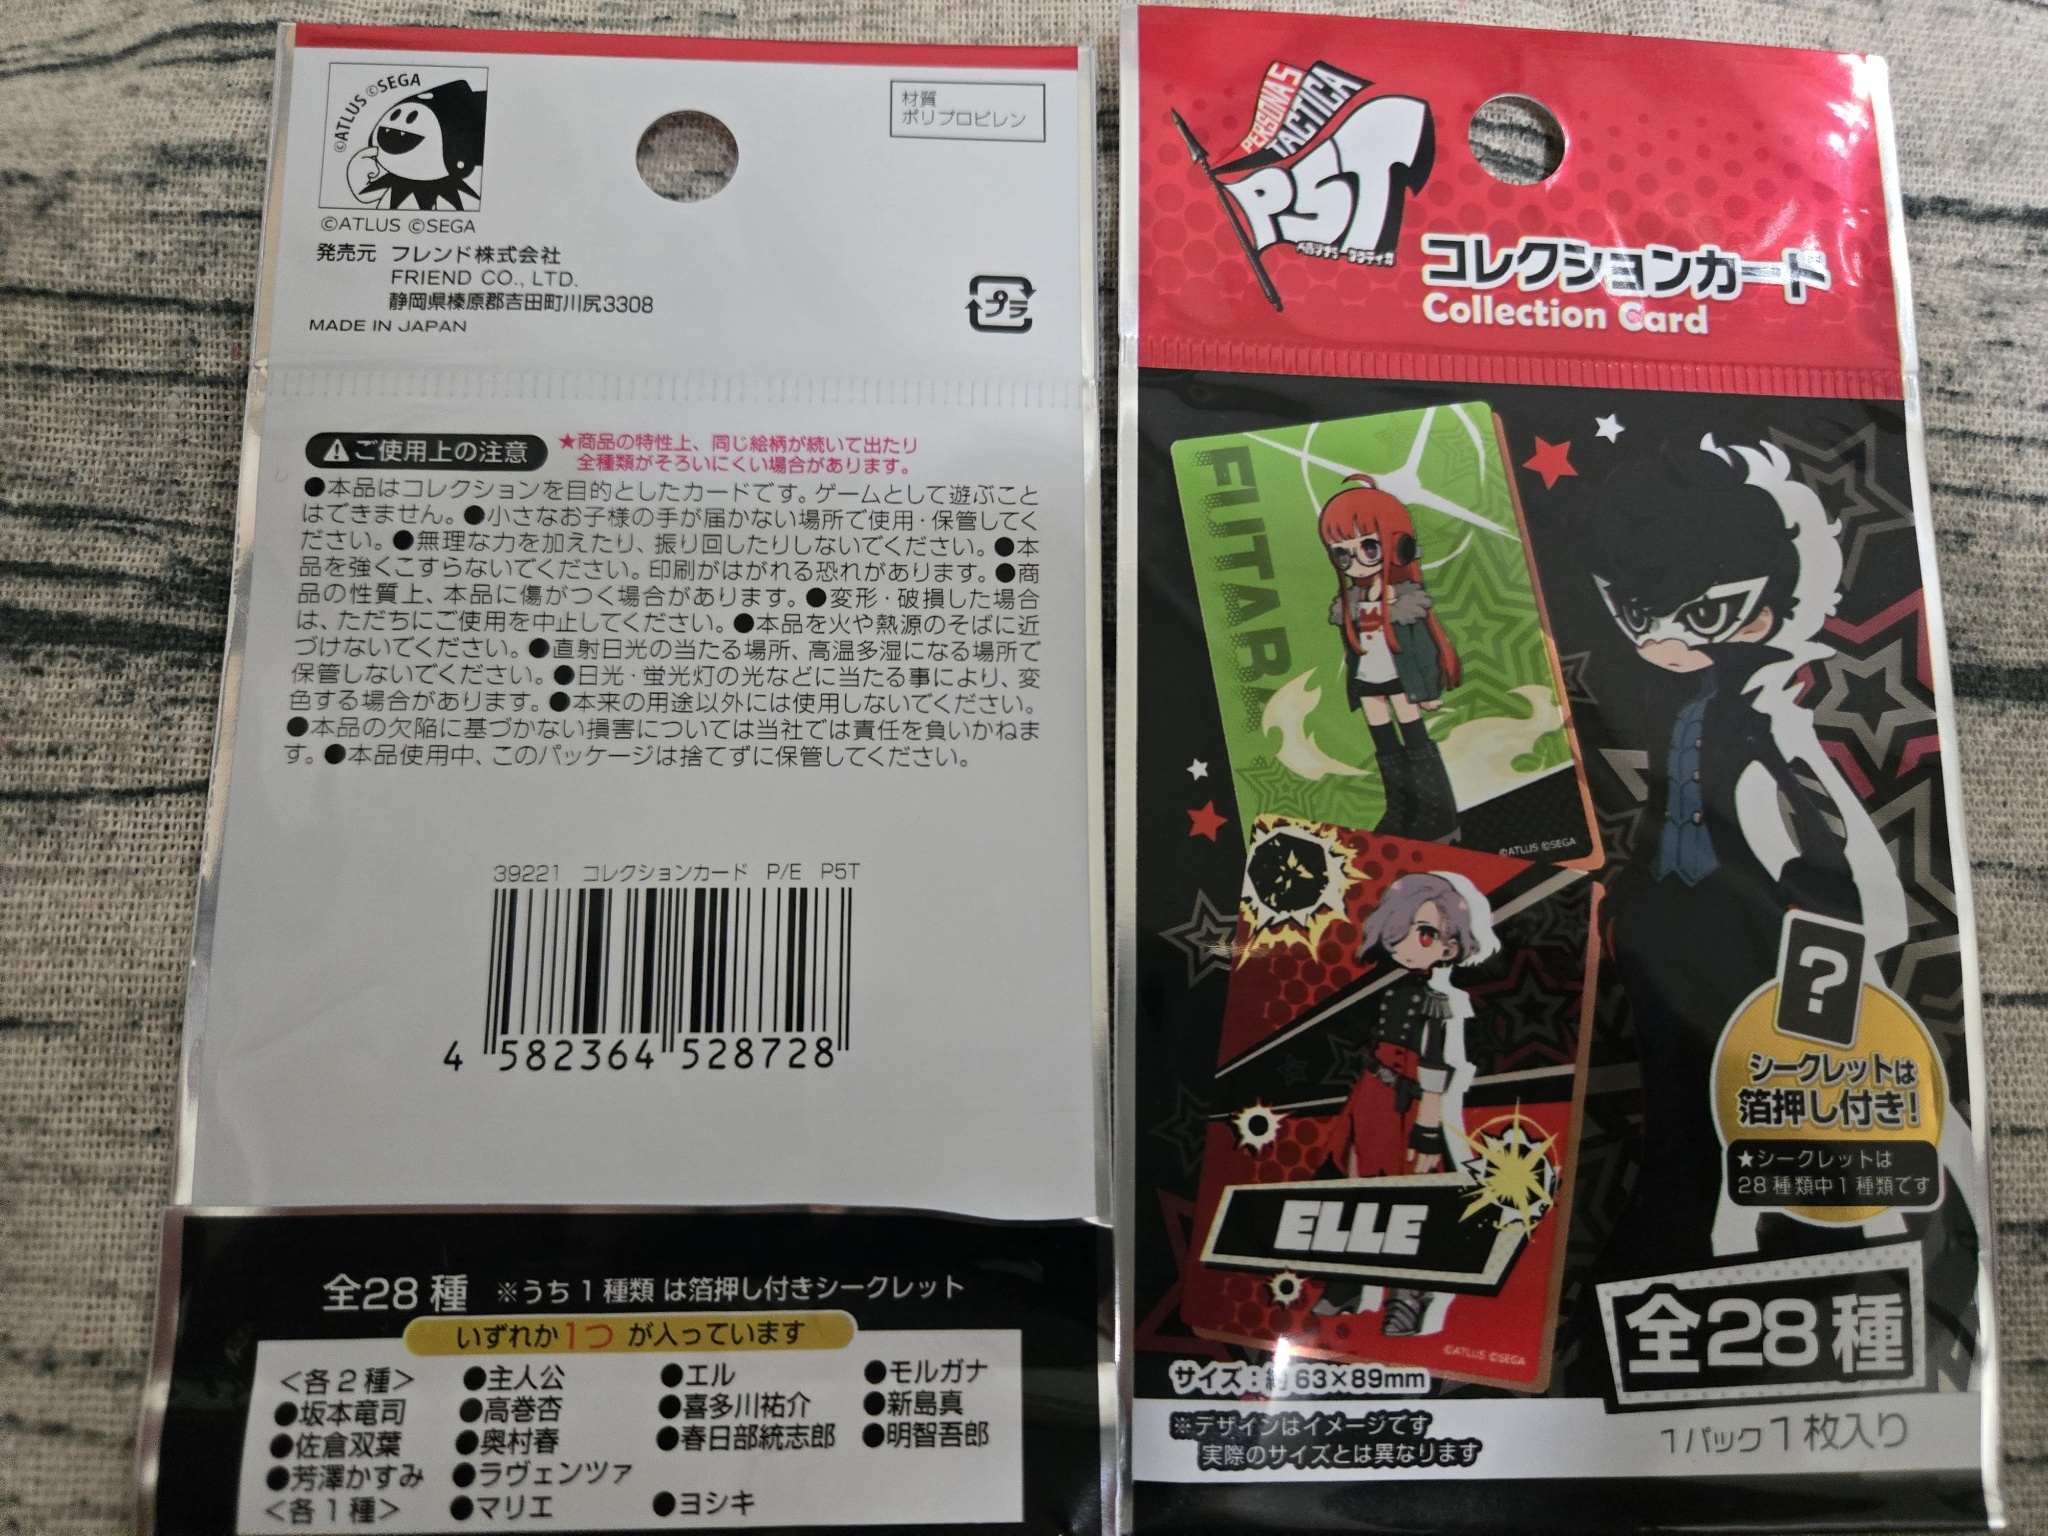 ©ATLUS ©SEGA
©ATLUS ©SEGA
発売元 フレンド株式会社
FRIEND CO., LTD.
静岡県榛原郡吉田町川尻3308
MADE IN JAPAN
材質
ポリプロピレン
プラ
ご使用上の注意
★商品の特性上、同じ絵柄が続いて出たり
全種類がそろいにくい場合があります。
●本品はコレクションを目的としたカードです。ゲームとして遊ぶこと
はできません。●小さなお子様の手が届かない場所で使用・保管してく
ださい。●無理な力を加えたり、振り回したりしないでください。●本
品を強くこすらないでください。印刷がはがれる恐れがあります。●商
品の性質上、本品に傷がつく場合があります。●変形・破損した場合
は、ただちにご使用を中止してください。●本品を火や熱源のそばに近
づけないでください。●直射日光の当たる場所、高温多湿になる場所で
保管しないでください。●日光・蛍光灯の光などに当たる事により、変
色する場合があります。●本来の用途以外には使用しないでください。
●本品の欠陥に基づかない損害については当社では責任を負いかねま
す。●本品使用中、このパッケージは捨てずに保管してください。
39221 コレクションカード P/E P5T
4 582364 528728
全28種 ※うち1種類は箔押し付きシークレット
いずれか1つが入っています
<各2種> ●主人公 ●エル ●モルガナ
●坂本竜司 ●高巻杏 ●喜多川祐介 ●新島真
●佐倉双葉 ●奥村春 ●春日部統志郎 ●明智吾郎
●芳澤かすみ ●ラヴェンツァ
<各1種> ●マリエ ●ヨシキ
PERSONA5
TACTICA
P5T
ペルソナ5 タクティカ
コレクションカード
Collection Card
FUTABA
©ATLUS ©SEGA
ELLE
©ATLUS ©SEGA
?
シークレットは
箔押し付き!
★シークレットは
28種類中1種類です
全28種
サイズ:約63×89mm
※デザインはイメージです
実際のサイズとは異なります
1パック1枚入り